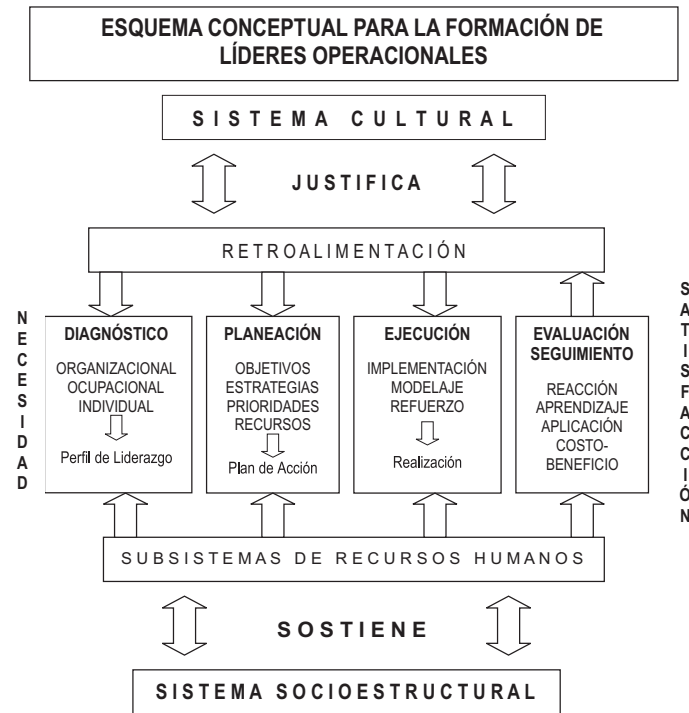 ESQUEMA CONCEPTUAL PARA LA FORMACIÓN DE
LÍDERES OPERACIONALES
SISTEMA CULTURAL
JUSTIFICA
RETROALIMENTACIÓN
NECESIDAD
DIAGNÓSTICO
ORGANIZACIONAL
OCUPACIONAL
INDIVIDUAL
Perfil de Liderazgo
PLANEACIÓN
OBJETIVOS
ESTRATEGIAS
PRIORIDADES
RECURSOS
Plan de Acción
EJECUCIÓN
IMPLEMENTACIÓN
MODELAJE
REFUERZO
Realización
EVALUACIÓN
SEGUIMIENTO
REACCIÓN
APRENDIZAJE
APLICACIÓN
COSTO-
BENEFICIO
SATISFACCIÓN
SUBSISTEMAS DE RECURSOS HUMANOS
SOSTIENE
SISTEMA SOCIOESTRUCTURAL